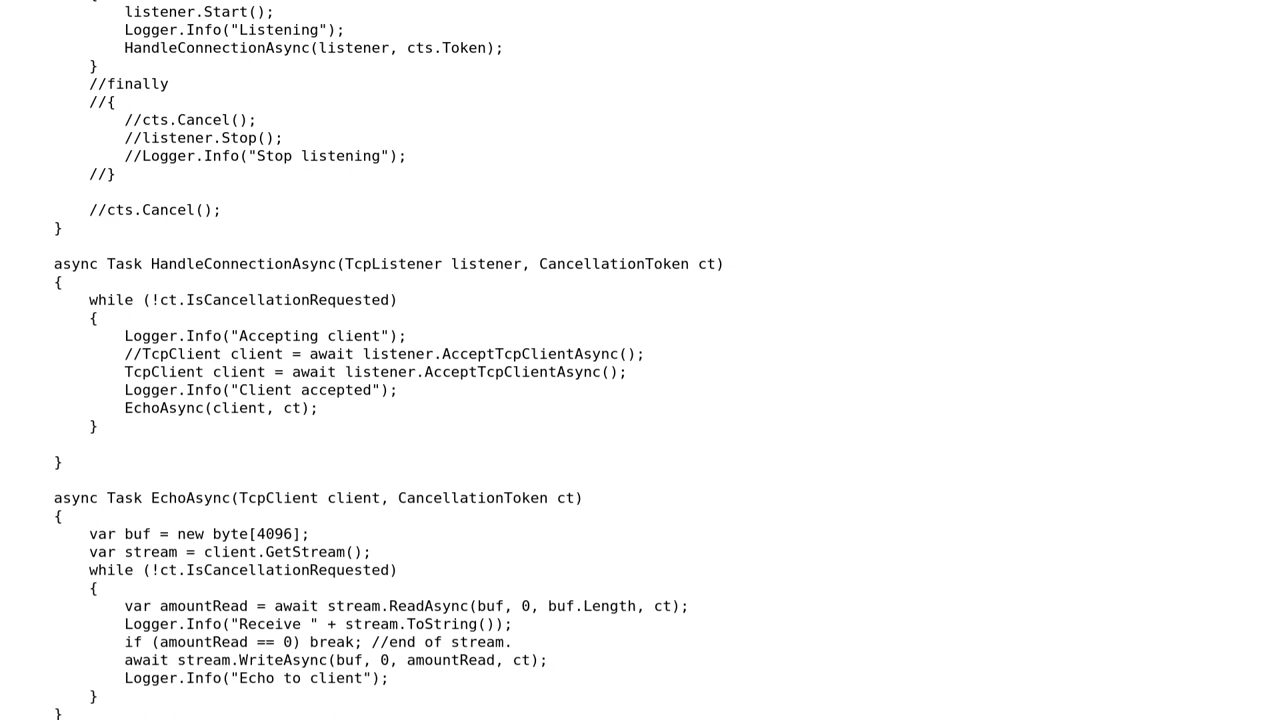 {
listener.Start();
Logger.Info("Listening");
HandleConnectionAsync(listener, cts.Token);
}
//finally
//{
//cts.Cancel();
//listener.Stop();
//Logger.Info("Stop listening");
//}
//cts.Cancel();
}
async Task HandleConnectionAsync(TcpListener listener, CancellationToken ct)
{
while (!ct.IsCancellationRequested)
{
Logger.Info("Accepting client");
//TcpClient client = await listener.AcceptTcpClientAsync();
TcpClient client = await listener.AcceptTcpClientAsync();
Logger.Info("Client accepted");
EchoAsync(client, ct);
}
}
async Task EchoAsync(TcpClient client, CancellationToken ct)
{
var buf = new byte[4096];
var stream = client.GetStream();
while (!ct.IsCancellationRequested)
{
var amountRead = await stream.ReadAsync(buf, 0, buf.Length, ct);
Logger.Info("Receive " + stream.ToString());
if (amountRead == 0) break; //end of stream.
await stream.WriteAsync(buf, 0, amountRead, ct);
Logger.Info("Echo to client");
}
}